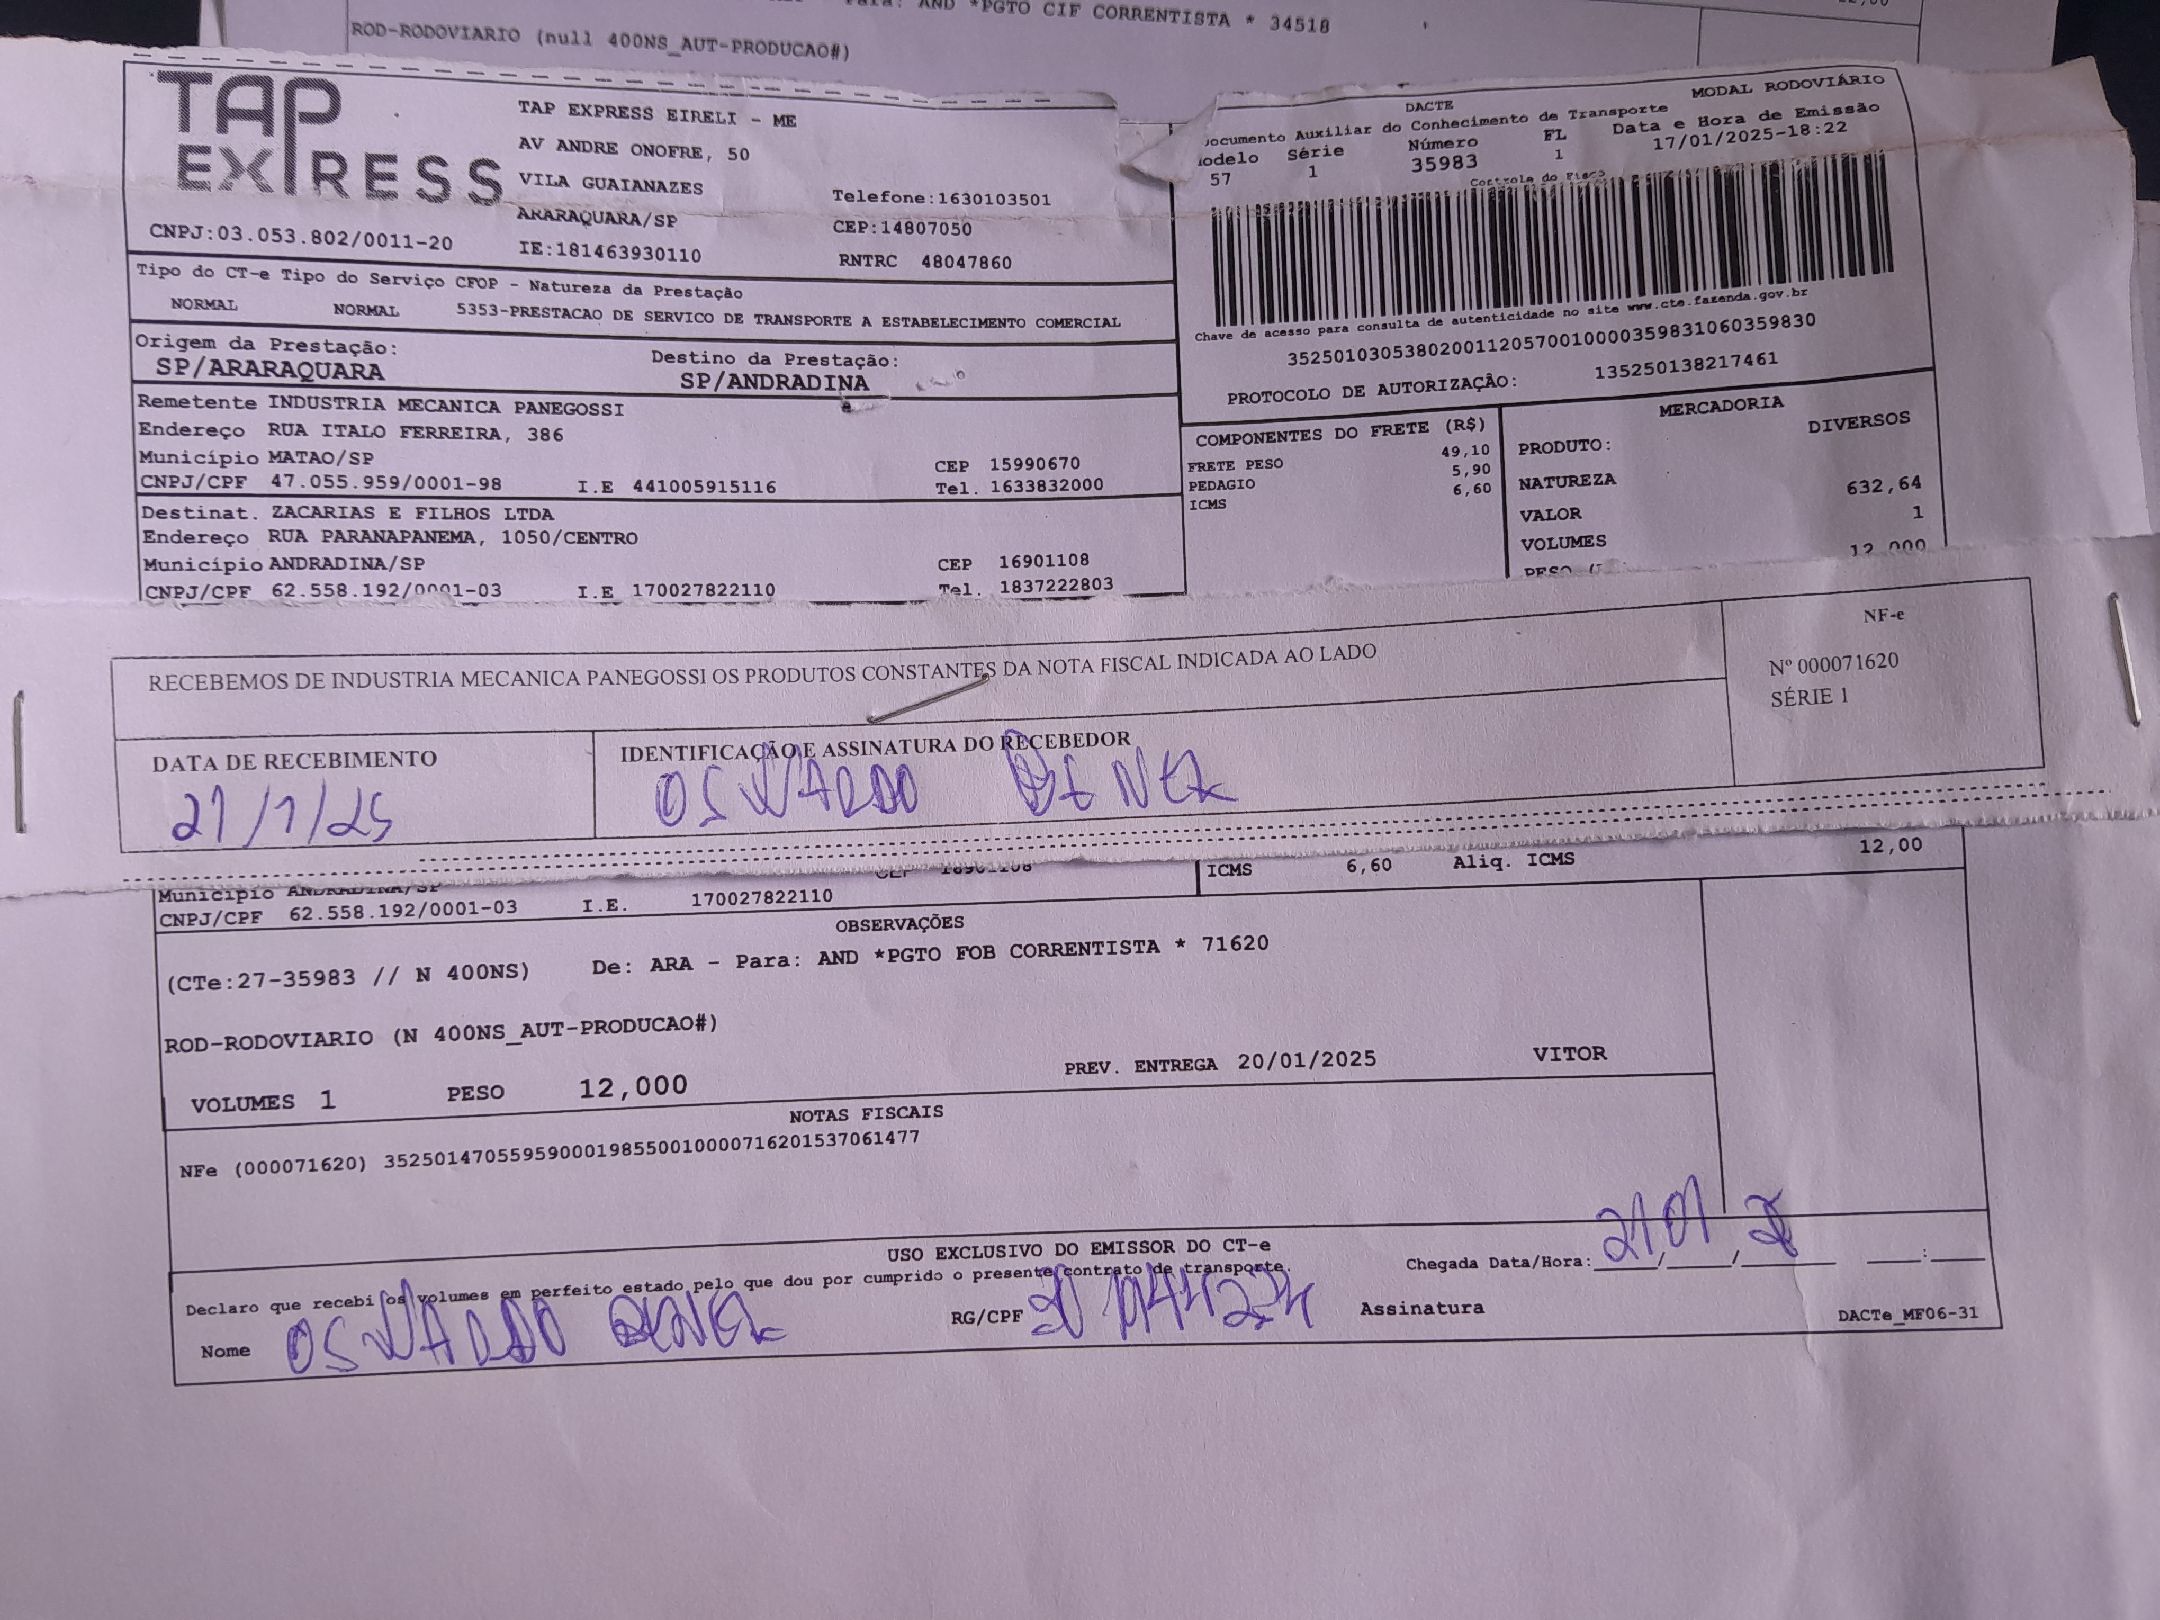 Para: AND *PGTO CIF CORRENTISTA * 34518
ROD-RODOVIARIO (null 400NS_AUT-PRODUCAO#)
TAP EXPRESS
TAP EXPRESS EIRELI - ME
AV ANDRE ONOFRE, 50
VILA GUAIANAZES
Telefone:1630103501
ARARAQUARA/SP
CEP:14807050
CNPJ:03.053.802/0011-20
IE:181463930110
RNTRC 48047860
DACTE
MODAL RODOVIÁRIO
Documento Auxiliar do Conhecimento de Transporte
Modelo Série Número FL Data e Hora de Emissão
57 1 35983 1 17/01/2025-18:22
Controle do Fisco
Chave de acesso para consulta de autenticidade no site www.cte.fazenda.gov.br
35250103053802001120570010000359831060359830
PROTOCOLO DE AUTORIZAÇÃO: 135250138217461
Tipo do CT-e Tipo do Serviço CFOP - Natureza da Prestação
NORMAL NORMAL 5353-PRESTACAO DE SERVICO DE TRANSPORTE A ESTABELECIMENTO COMERCIAL
Origem da Prestação: Destino da Prestação:
SP/ARARAQUARA SP/ANDRADINA
Remetente INDUSTRIA MECANICA PANEGOSSI
Endereço RUA ITALO FERREIRA, 386
Município MATAO/SP CEP 15990670
CNPJ/CPF 47.055.959/0001-98 I.E 441005915116 Tel. 1633832000
Destinat. ZACARIAS E FILHOS LTDA
Endereço RUA PARANAPANEMA, 1050/CENTRO
Município ANDRADINA/SP CEP 16901108
CNPJ/CPF 62.558.192/0001-03 I.E 170027822110 Tel. 1837222803
COMPONENTES DO FRETE (R$)
FRETE PESO 49,10
PEDAGIO 5,90
ICMS 6,60
MERCADORIA
PRODUTO: DIVERSOS
NATUREZA
VALOR 632,64
VOLUMES 1
PESO 12,000
RECEBEMOS DE INDUSTRIA MECANICA PANEGOSSI OS PRODUTOS CONSTANTES DA NOTA FISCAL INDICADA AO LADO
NF-e
Nº 000071620
SÉRIE 1
DATA DE RECEBIMENTO IDENTIFICAÇÃO E ASSINATURA DO RECEBEDOR
21/1/25 OSWARDO
Município ANDRADINA/SP CEP 16901108
ICMS 6,60 Aliq. ICMS 12,00
CNPJ/CPF 62.558.192/0001-03 I.E. 170027822110
OBSERVAÇÕES
(CTe:27-35983 // N 400NS) De: ARA - Para: AND *PGTO FOB CORRENTISTA * 71620
ROD-RODOVIARIO (N 400NS_AUT-PRODUCAO#)
VOLUMES 1 PESO 12,000 PREV. ENTREGA 20/01/2025 VITOR
NOTAS FISCAIS
NFe (000071620) 35250147055959000198550010000716201537061477
USO EXCLUSIVO DO EMISSOR DO CT-e
Declaro que recebi os volumes em perfeito estado pelo que dou por cumprido o presente contrato de transporte.
Chegada Data/Hora: 21/01/
Nome OSWARDO RG/CPF Assinatura
DACTe_MF06-31